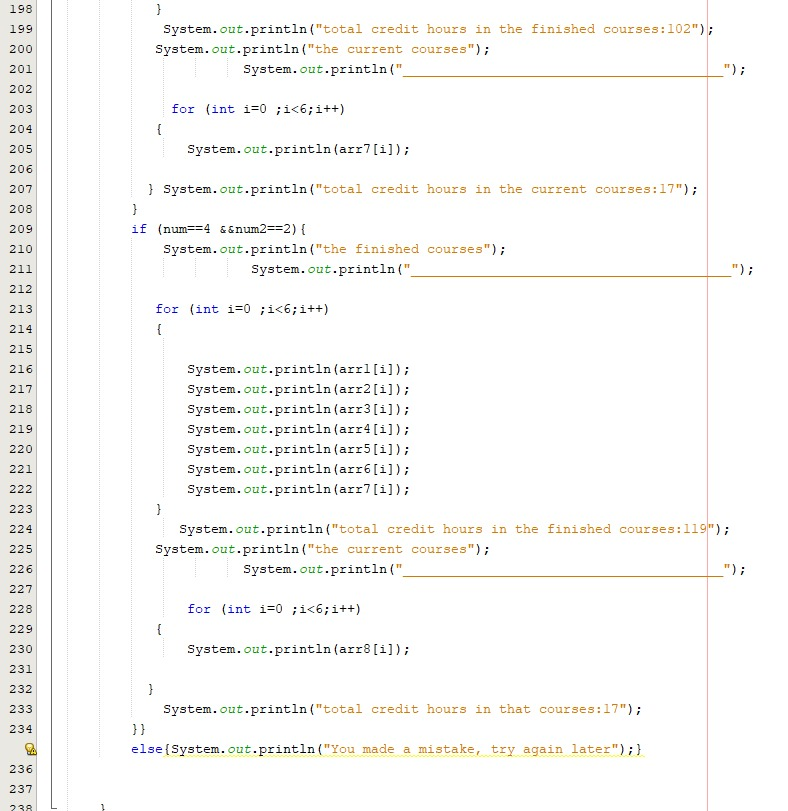 198 }
199 System.out.println("total credit hours in the finished courses:102");
200 System.out.println("the current courses");
201 System.out.println("________________________________________");
202
203 for (int i=0 ;i<6;i++)
204 {
205 System.out.println(arr7[i]);
206
207 } System.out.println("total credit hours in the current courses:17");
208 }
209 if (num==4 &&num2==2){
210 System.out.println("the finished courses");
211 System.out.println("________________________________________");
212
213 for (int i=0 ;i<6;i++)
214 {
215
216 System.out.println(arr1[i]);
217 System.out.println(arr2[i]);
218 System.out.println(arr3[i]);
219 System.out.println(arr4[i]);
220 System.out.println(arr5[i]);
221 System.out.println(arr6[i]);
222 System.out.println(arr7[i]);
223 }
224 System.out.println("total credit hours in the finished courses:119");
225 System.out.println("the current courses");
226 System.out.println("________________________________________");
227
228 for (int i=0 ;i<6;i++)
229 {
230 System.out.println(arr8[i]);
231
232 }
233 System.out.println("total credit hours in that courses:17");
234 }}
else{System.out.println("You made a mistake, try again later");}
236
237
238 }